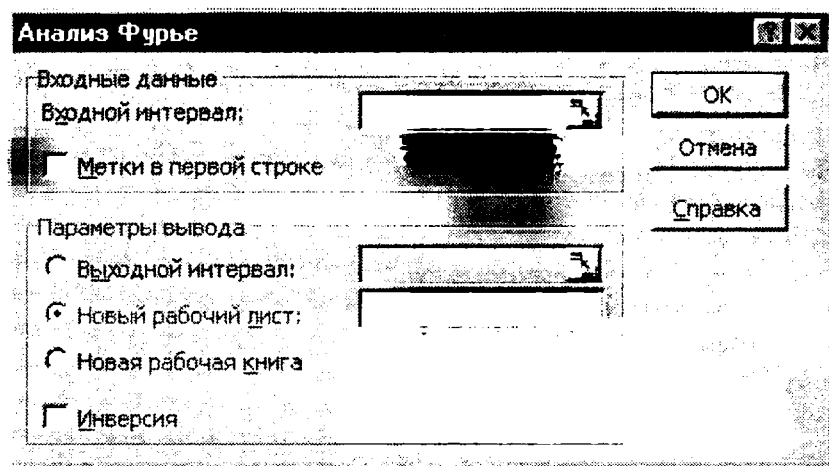 Анализ Фурье
Входные данные
Входной интервал:
Метки в первой строке
OK
Отмена
Справка
Параметры вывода
Выходной интервал:
Новый рабочий лист:
Новая рабочая книга
Инверсия